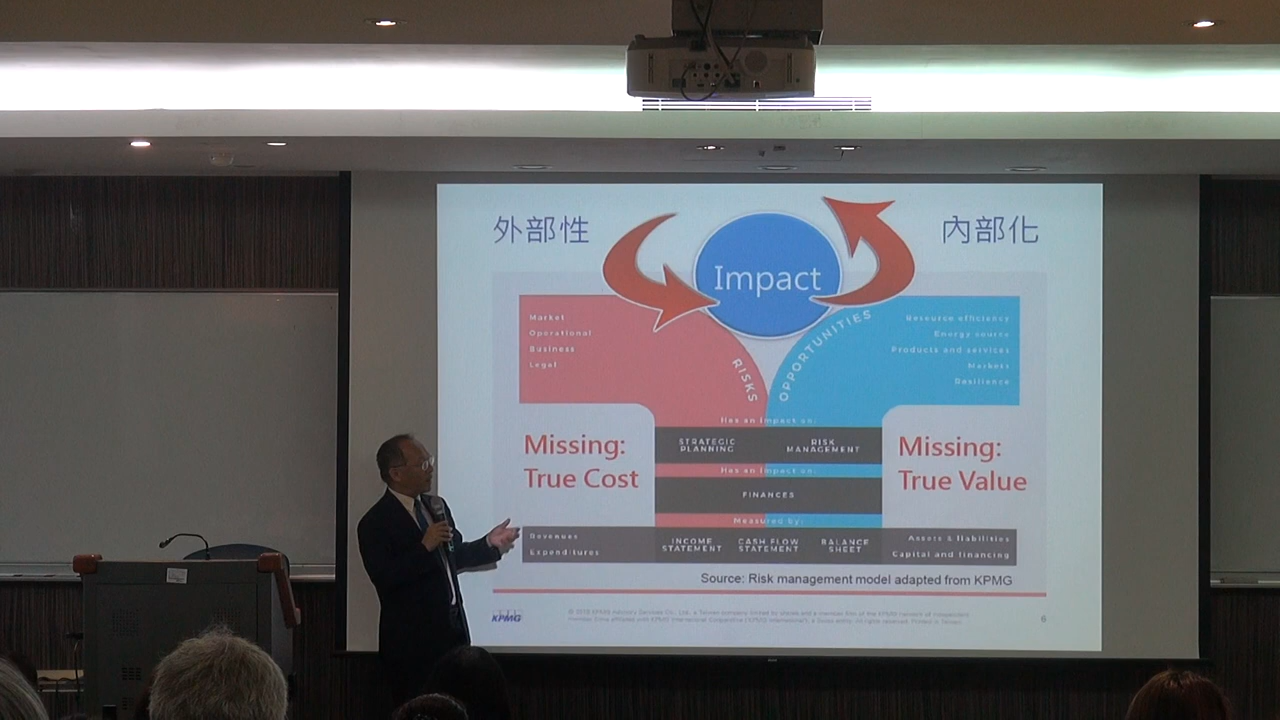 外部性
內部化
Impact
Market
Operational
Business
Legal
RISKS
OPPORTUNITIES
Resource efficiency
Energy source
Products and services
Markets
Resilience
Has an impact on:
STRATEGIC
PLANNING
RISK
MANAGEMENT
Missing:
True Cost
Missing:
True Value
Has an impact on:
FINANCES
Measured by:
Revenues
Expenditures
INCOME
STATEMENT
CASH FLOW
STATEMENT
BALANCE
SHEET
Assets & liabilities
Capital and financing
Source: Risk management model adapted from KPMG
KPMG
6